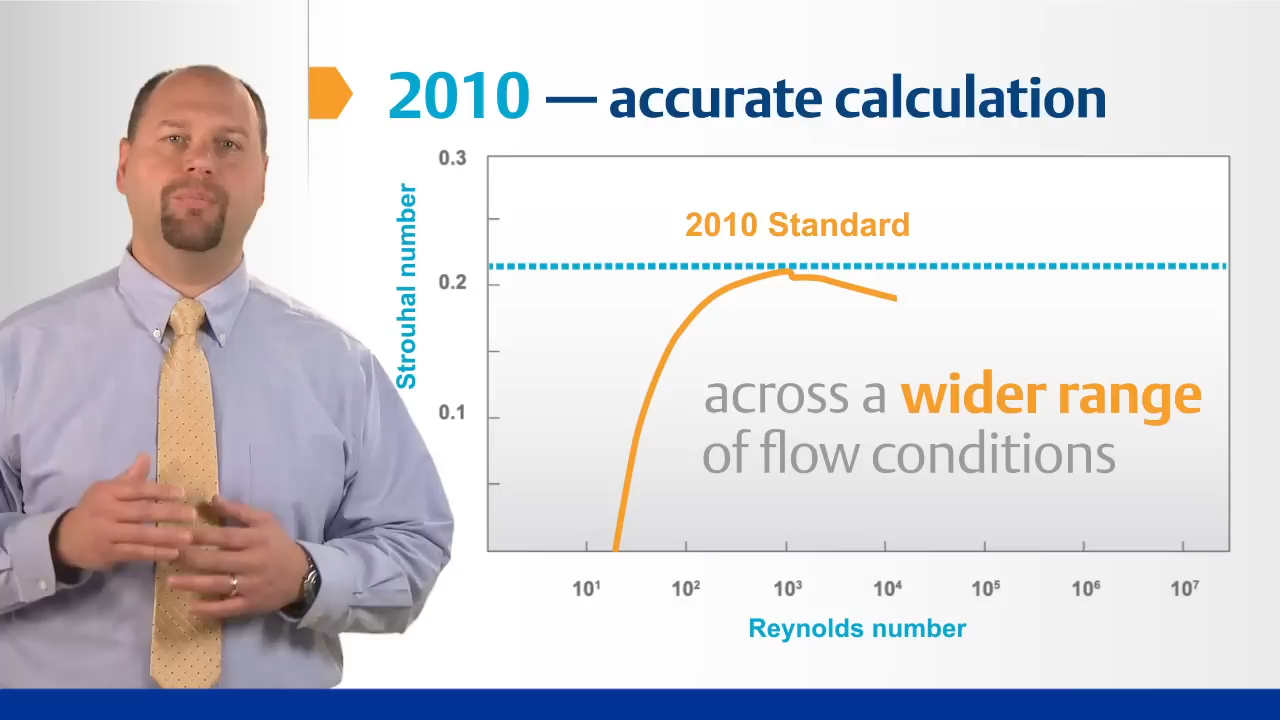 2010 — accurate calculation
0.3
0.2
0.1
Strouhal number
2010 Standard
across a wider range
of flow conditions
10¹ 10² 10³ 10⁴ 10⁵ 10⁶ 10⁷
Reynolds number